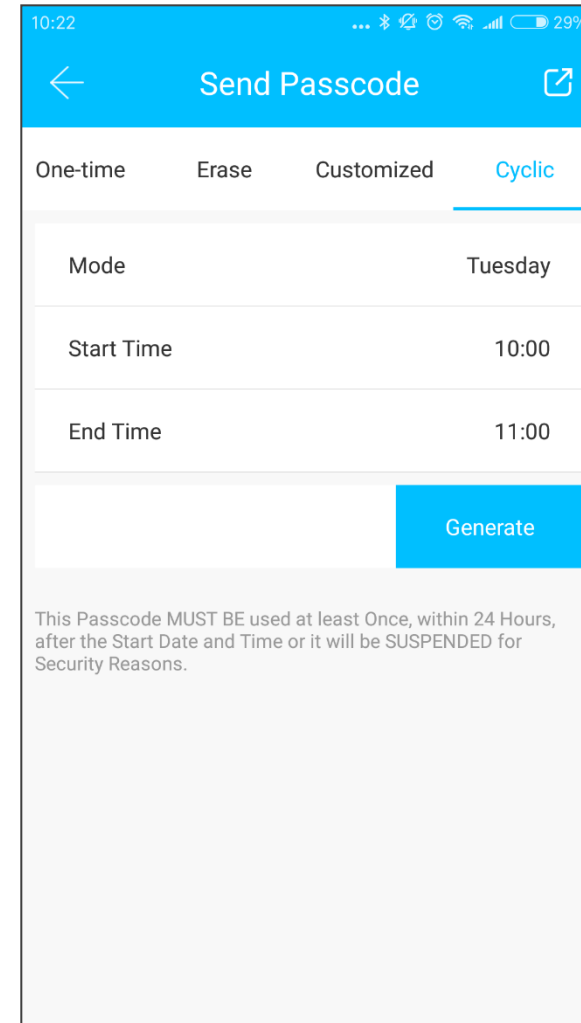 10:22 ... 29%
Send Passcode
One-time Erase Customized Cyclic
Mode Tuesday
Start Time 10:00
End Time 11:00
Generate
This Passcode MUST BE used at least Once, within 24 Hours,
after the Start Date and Time or it will be SUSPENDED for
Security Reasons.